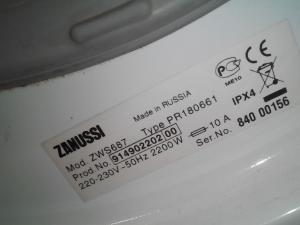 ZANUSSI
Made in RUSSIA
ME10
Mod. ZWS687 Type PR180661
Prod.No. 914902202 00
220-230V~50Hz 2200W 10 A IPX4
Ser.No. 840 00156